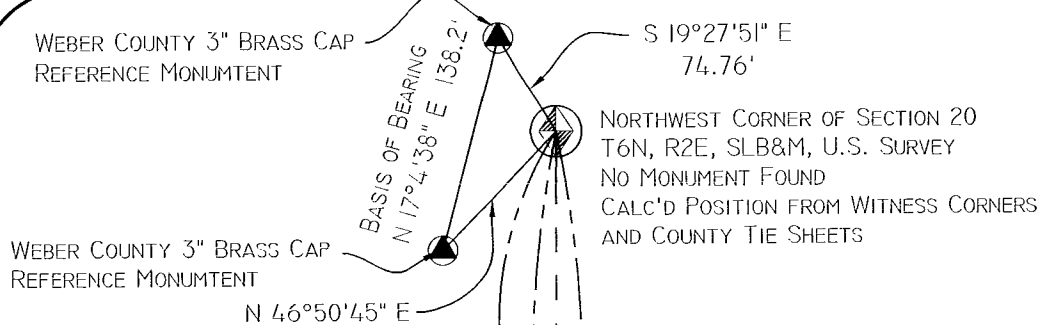 WEBER COUNTY 3" BRASS CAP
REFERENCE MONUMTENT
BASIS OF BEARING
N 17°4'38" E 138.2'
S 19°27'51" E
74.76'
NORTHWEST CORNER OF SECTION 20
T6N, R2E, SLB&M, U.S. SURVEY
NO MONUMENT FOUND
CALC'D POSITION FROM WITNESS CORNERS
AND COUNTY TIE SHEETS
WEBER COUNTY 3" BRASS CAP
REFERENCE MONUMTENT
N 46°50'45" E